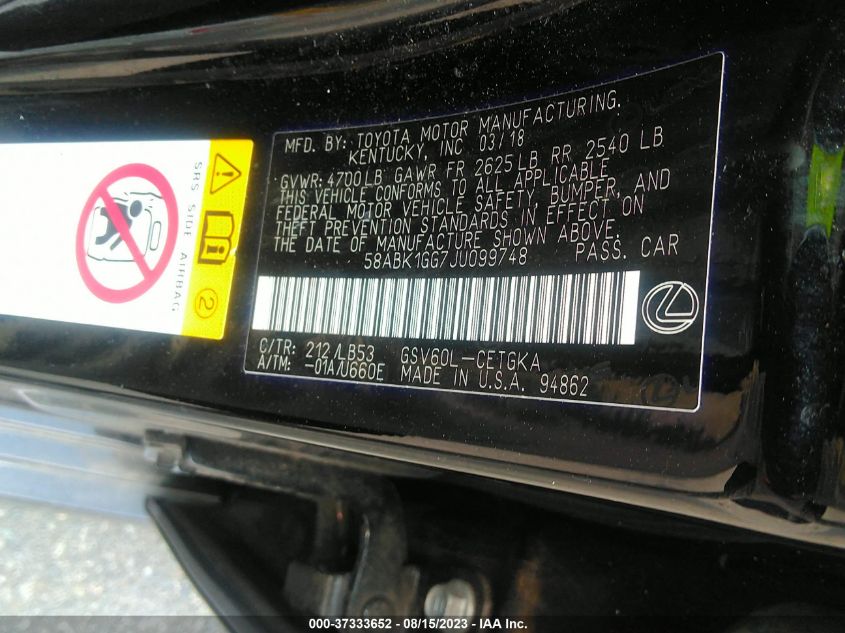 SRS SIDE AIRBAG
2
MFD. BY: TOYOTA MOTOR MANUFACTURING,
KENTUCKY, INC 03/18
GVWR: 4700LB GAWR FR 2625LB RR 2540 LB
THIS VEHICLE CONFORMS TO ALL APPLICABLE
FEDERAL MOTOR VEHICLE SAFETY, BUMPER, AND
THEFT PREVENTION STANDARDS IN EFFECT ON
THE DATE OF MANUFACTURE SHOWN ABOVE.
58ABK1GG7JU099748 PASS. CAR
C/TR: 212/LB53 GSV60L-CETGKA
A/TM: -01A/U660E MADE IN U.S.A. 94862
000-37333652 - 08/15/2023 - IAAI Inc.